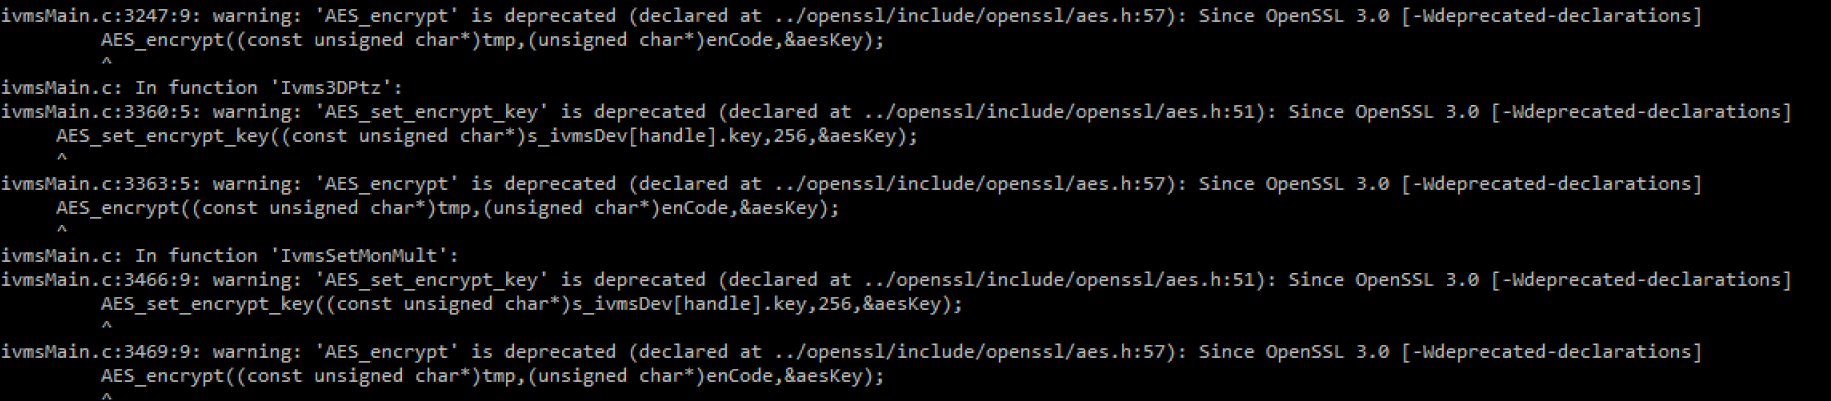 ivmsMain.c:3247:9: warning: 'AES_encrypt' is deprecated (declared at ../openssl/include/openssl/aes.h:57): Since OpenSSL 3.0 [-Wdeprecated-declarations]
AES_encrypt((const unsigned char*)tmp,(unsigned char*)enCode,&aesKey);
^
ivmsMain.c: In function 'Ivms3DPtz':
ivmsMain.c:3360:5: warning: 'AES_set_encrypt_key' is deprecated (declared at ../openssl/include/openssl/aes.h:51): Since OpenSSL 3.0 [-Wdeprecated-declarations]
AES_set_encrypt_key((const unsigned char*)s_ivmsDev[handle].key,256,&aesKey);
^
ivmsMain.c:3363:5: warning: 'AES_encrypt' is deprecated (declared at ../openssl/include/openssl/aes.h:57): Since OpenSSL 3.0 [-Wdeprecated-declarations]
AES_encrypt((const unsigned char*)tmp,(unsigned char*)enCode,&aesKey);
^
ivmsMain.c: In function 'IvmsSetMonMult':
ivmsMain.c:3466:9: warning: 'AES_set_encrypt_key' is deprecated (declared at ../openssl/include/openssl/aes.h:51): Since OpenSSL 3.0 [-Wdeprecated-declarations]
AES_set_encrypt_key((const unsigned char*)s_ivmsDev[handle].key,256,&aesKey);
^
ivmsMain.c:3469:9: warning: 'AES_encrypt' is deprecated (declared at ../openssl/include/openssl/aes.h:57): Since OpenSSL 3.0 [-Wdeprecated-declarations]
AES_encrypt((const unsigned char*)tmp,(unsigned char*)enCode,&aesKey);
^